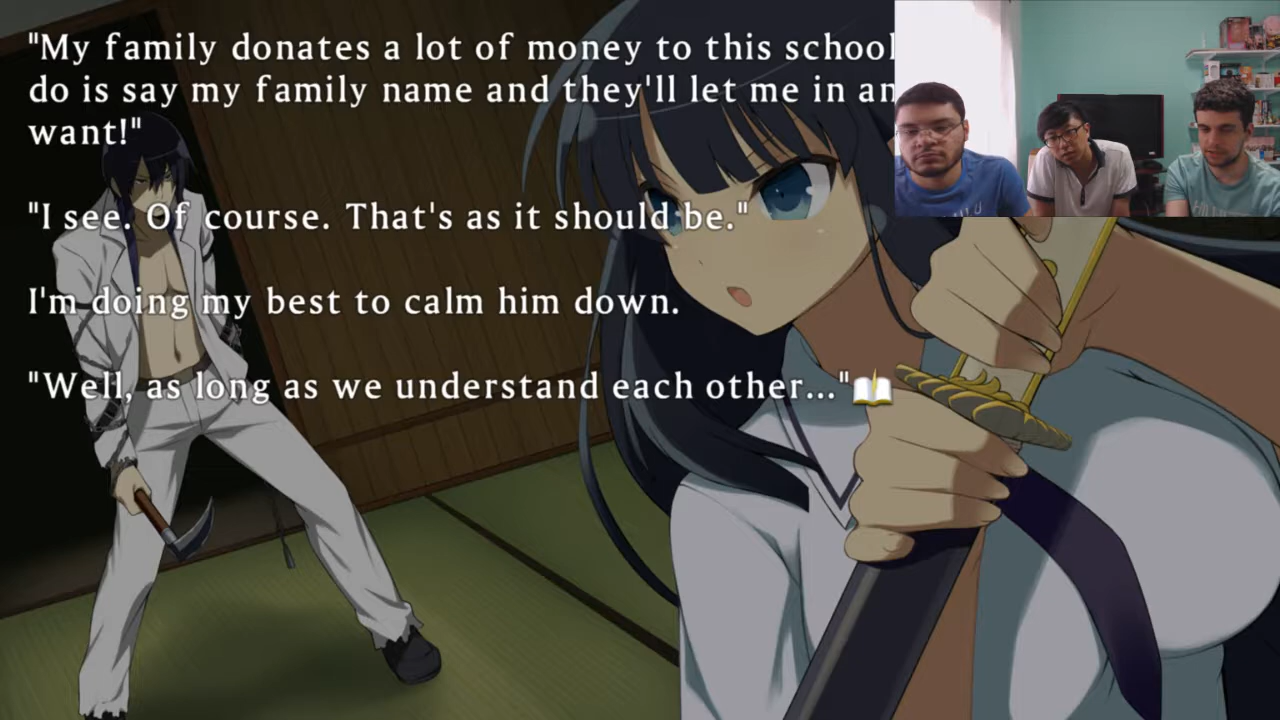 "My family donates a lot of money to this school
do is say my family name and they'll let me in
want!"
"I see. Of course. That's as it should be."
I'm doing my best to calm him down.
"Well, as long as we understand each other..."